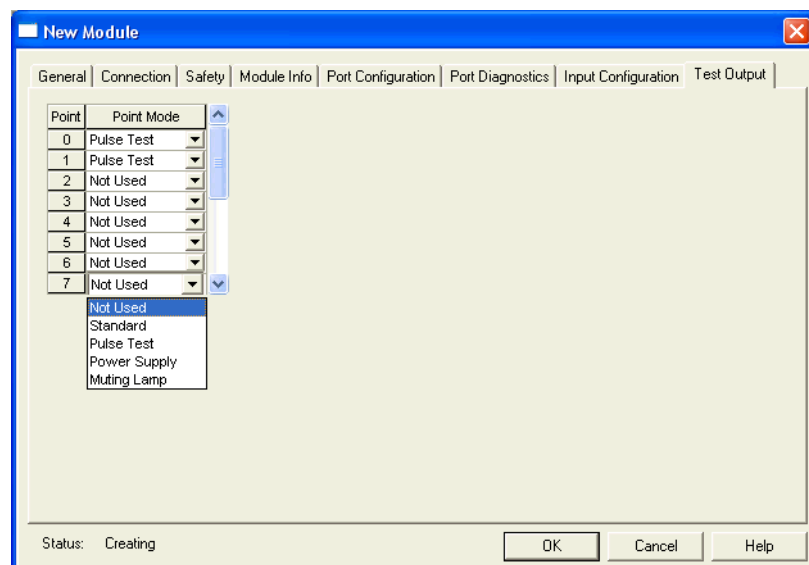 New Module
General Connection Safety Module Info Port Configuration Port Diagnostics Input Configuration Test Output
Point Point Mode
0 Pulse Test
1 Pulse Test
2 Not Used
3 Not Used
4 Not Used
5 Not Used
6 Not Used
7 Not Used
Not Used
Standard
Pulse Test
Power Supply
Muting Lamp
Status: Creating OK Cancel Help